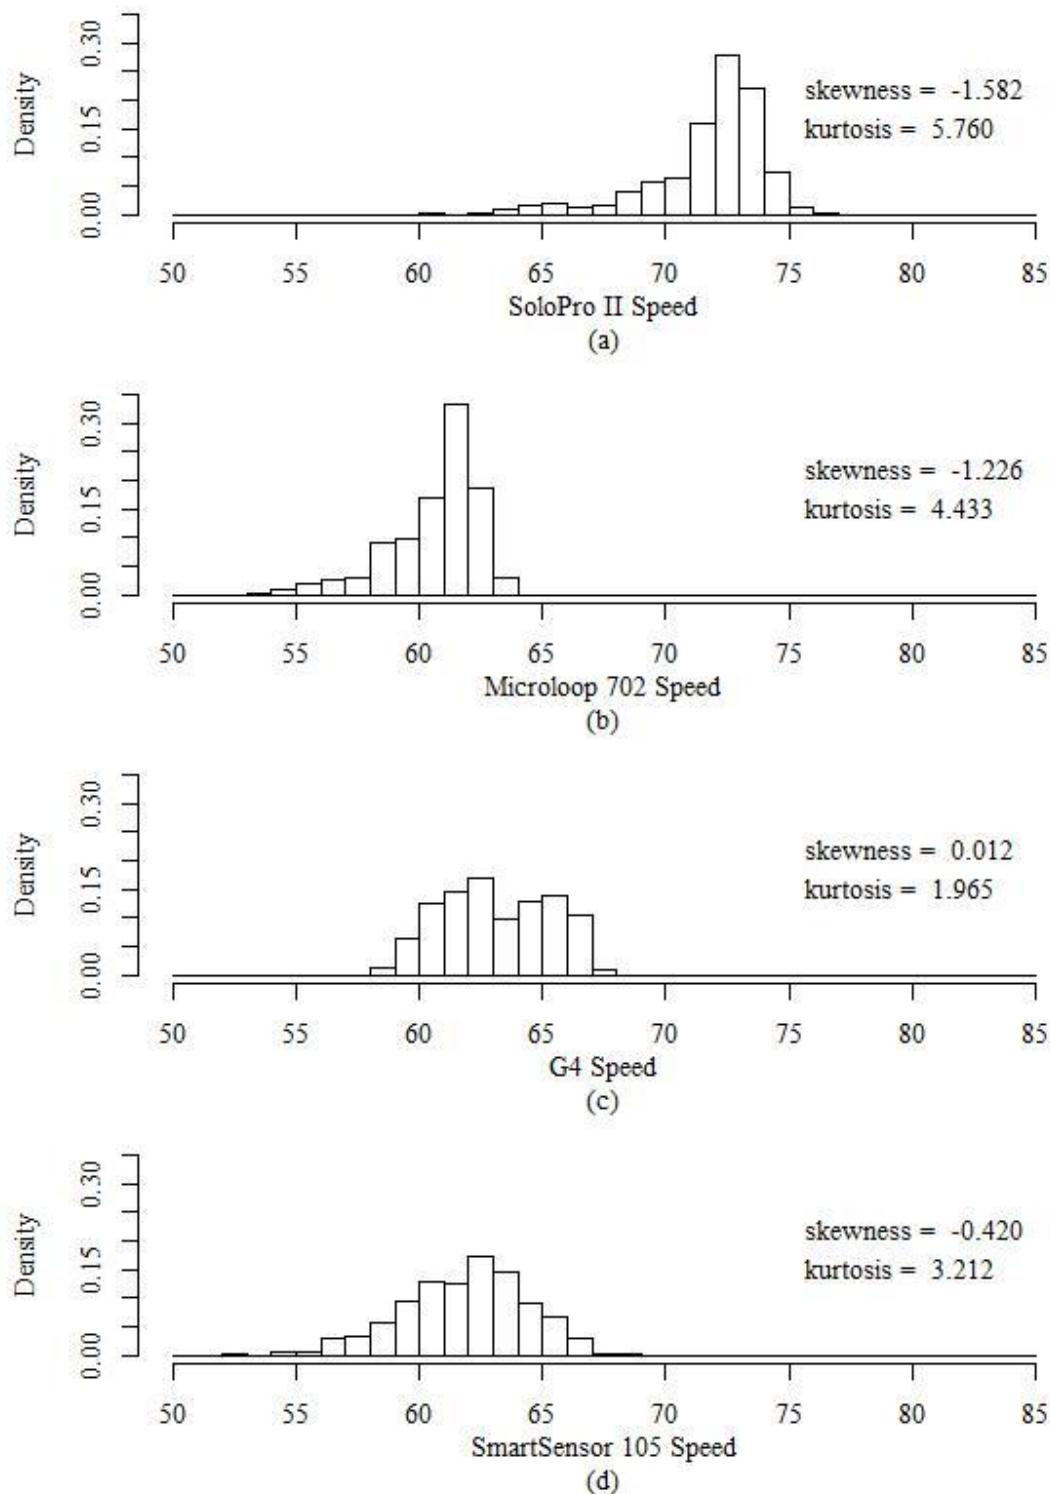 0.30
0.15
0.00
Density
skewness = -1.582
kurtosis = 5.760
50 55 60 65 70 75 80 85
SoloPro II Speed
(a)
0.30
0.15
0.00
Density
skewness = -1.226
kurtosis = 4.433
50 55 60 65 70 75 80 85
Microloop 702 Speed
(b)
0.30
0.15
0.00
Density
skewness = 0.012
kurtosis = 1.965
50 55 60 65 70 75 80 85
G4 Speed
(c)
0.30
0.15
0.00
Density
skewness = -0.420
kurtosis = 3.212
50 55 60 65 70 75 80 85
SmartSensor 105 Speed
(d)